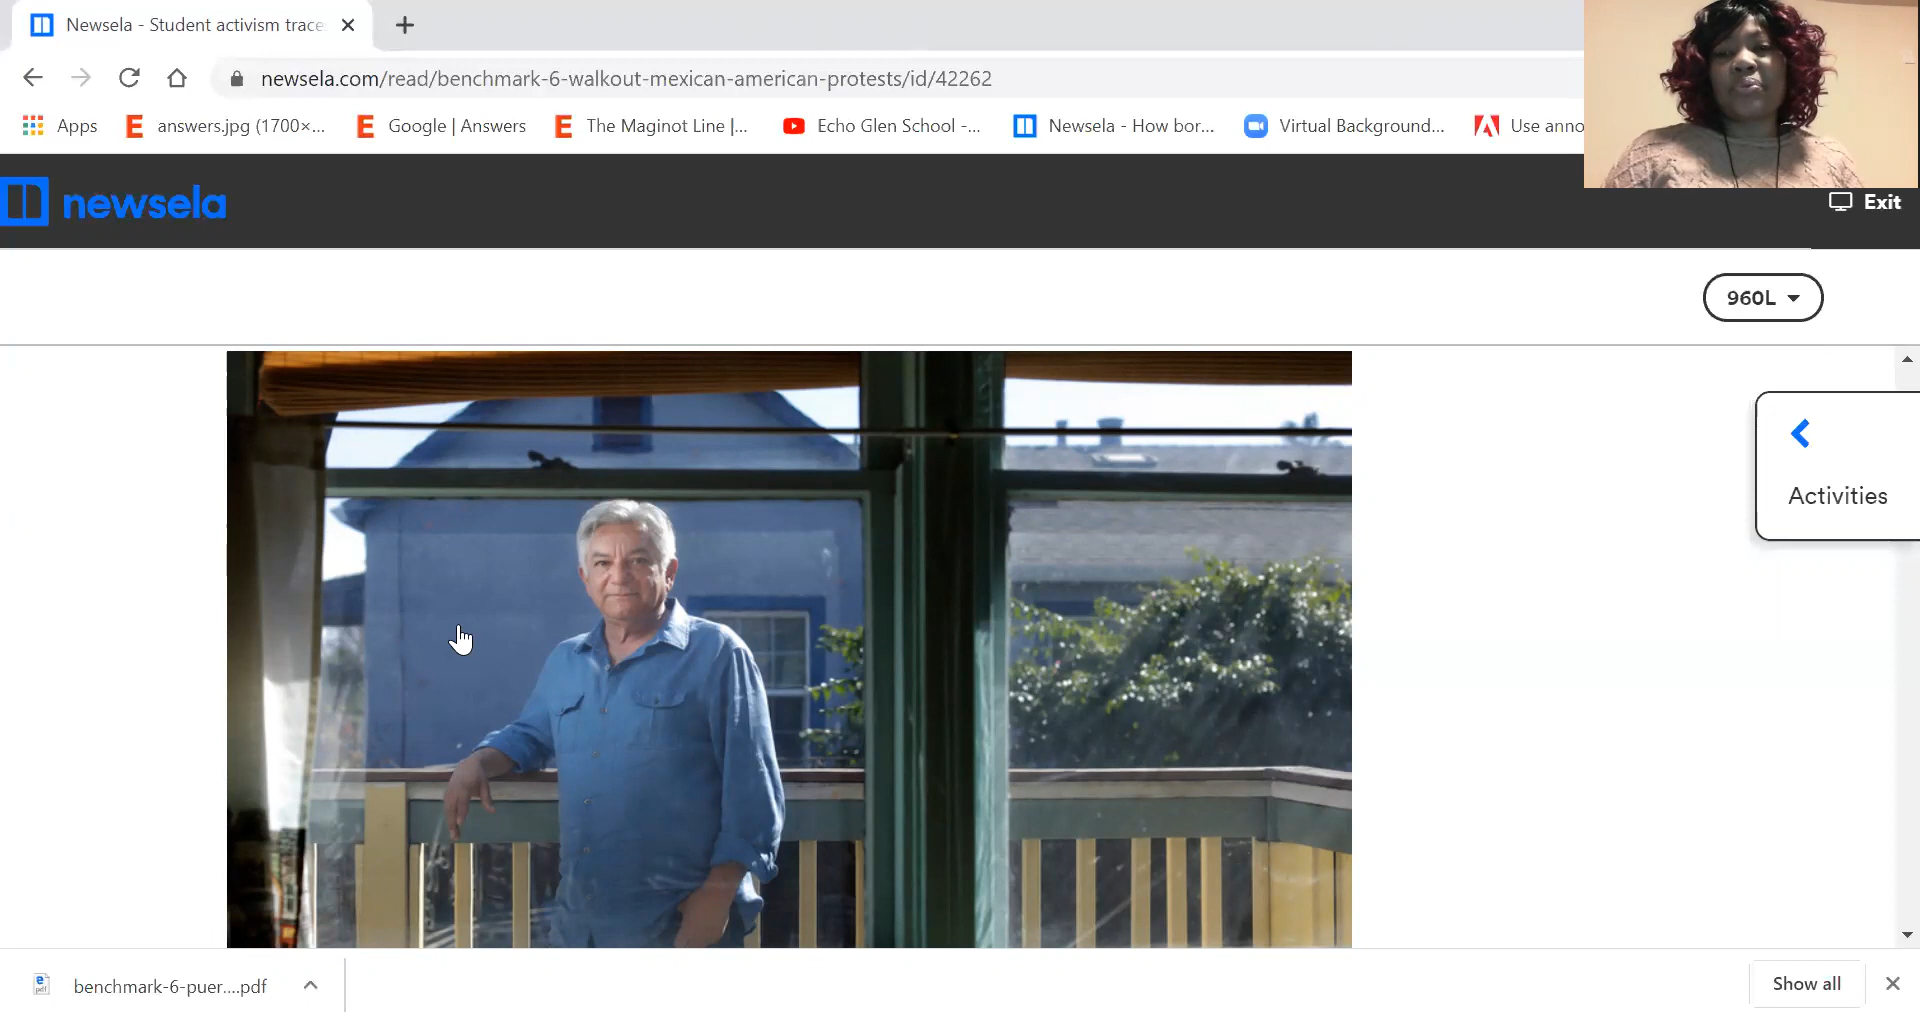 Newsela - Student activism trace
newsela.com/read/benchmark-6-walkout-mexican-american-protests/id/42262
Apps
answers.jpg (1700×...
Google | Answers
The Maginot Line |...
Echo Glen School -...
Newsela - How bor...
Virtual Background...
Use anno
newsela
Exit
960L
Activities
benchmark-6-puer....pdf
Show all